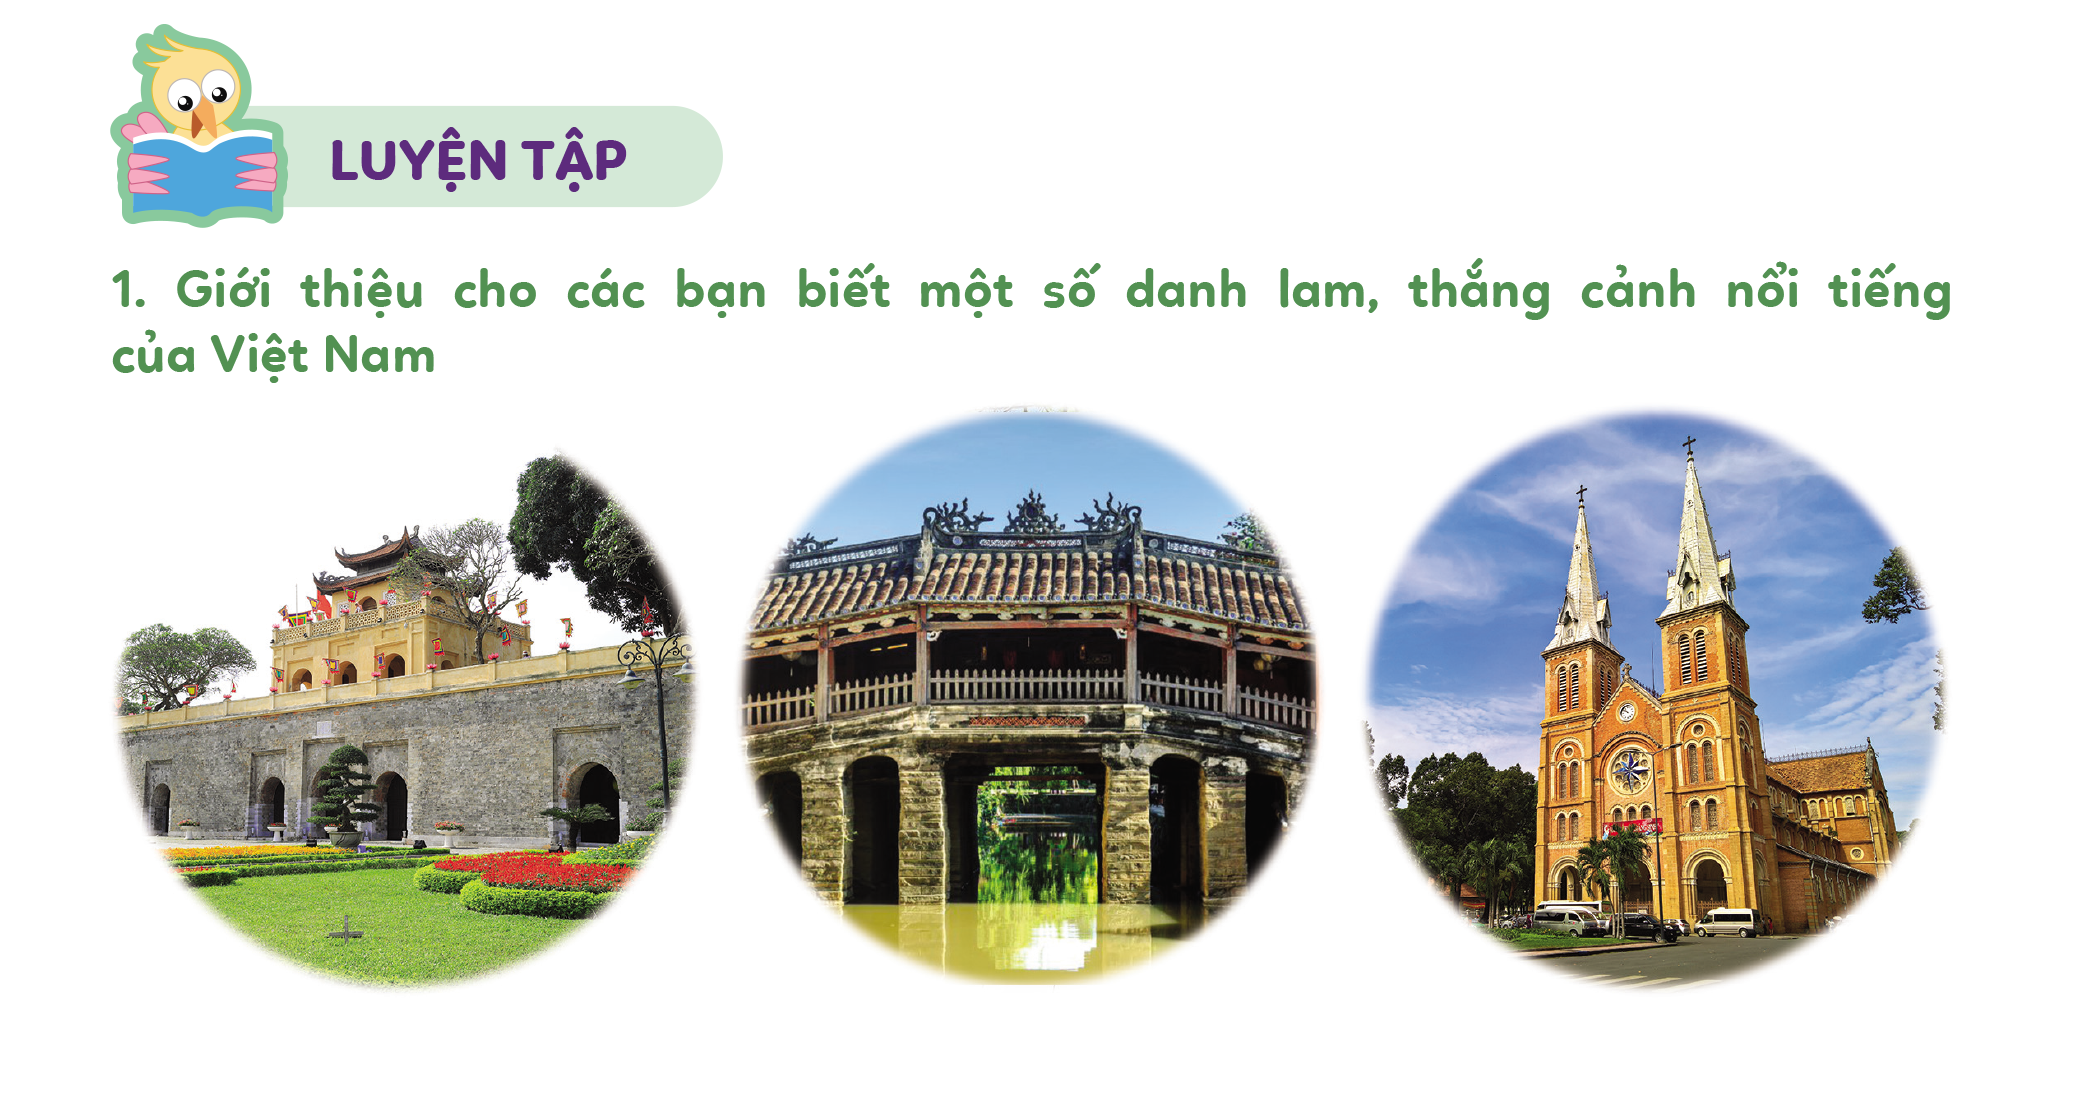 LUYỆN TẬP
1. Giới thiệu cho các bạn biết một số danh lam, thắng cảnh nổi tiếng
của Việt Nam